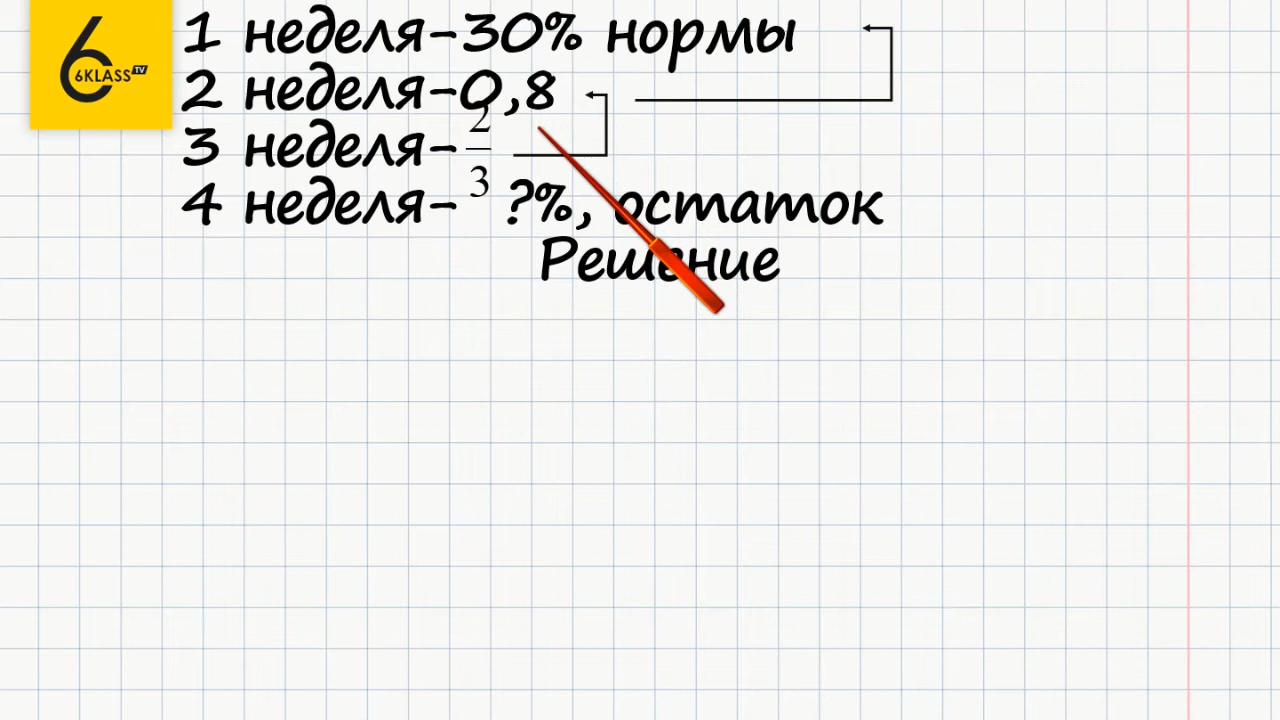 6KLASS TV
1 неделя-30% нормы
2 неделя-0,8
3 неделя-2/3
4 неделя- ?%, остаток
Решение